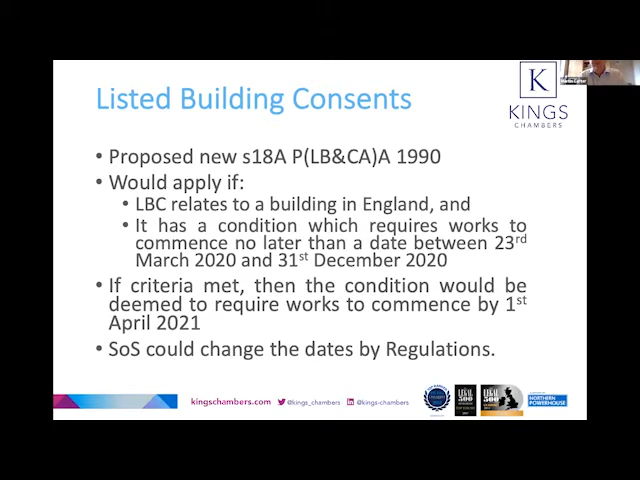 Listed Building Consents
K
KINGS
CHAMBERS
• Proposed new s18A P(LB&CA)A 1990
• Would apply if:
• LBC relates to a building in England, and
• It has a condition which requires works to
commence no later than a date between 23rd
March 2020 and 31st December 2020
• If criteria met, then the condition would be
deemed to require works to commence by 1st
April 2021
• SoS could change the dates by Regulations.
kingschambers.com
@kings_chambers
@kings-chambers
NORTHERN
POWERHOUSE